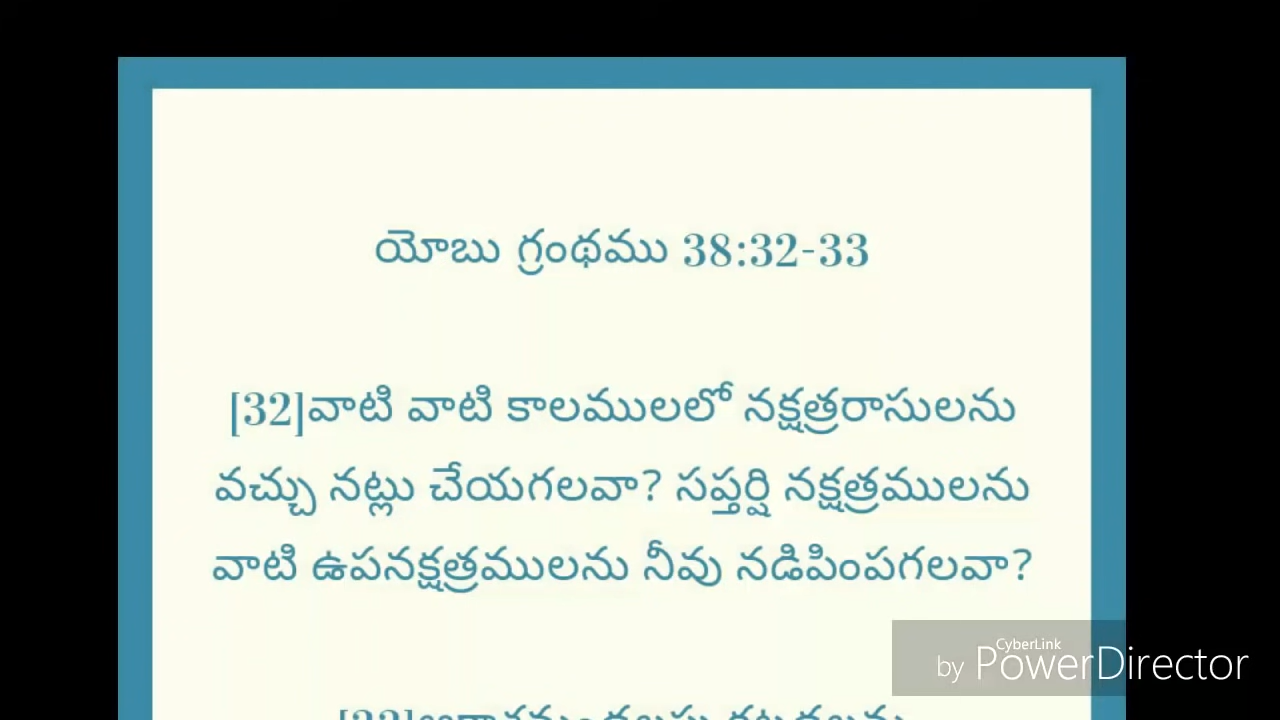 యోబు గ్రంథము 38:32-33
[32]వాటి వాటి కాలములలో నక్షత్రరాసులను
వచ్చు నట్లు చేయగలవా? సప్తర్షి నక్షత్రములను
వాటి ఉపనక్షత్రములను నీవు నడిపింపగలవా?
CyberLink
by PowerDirector